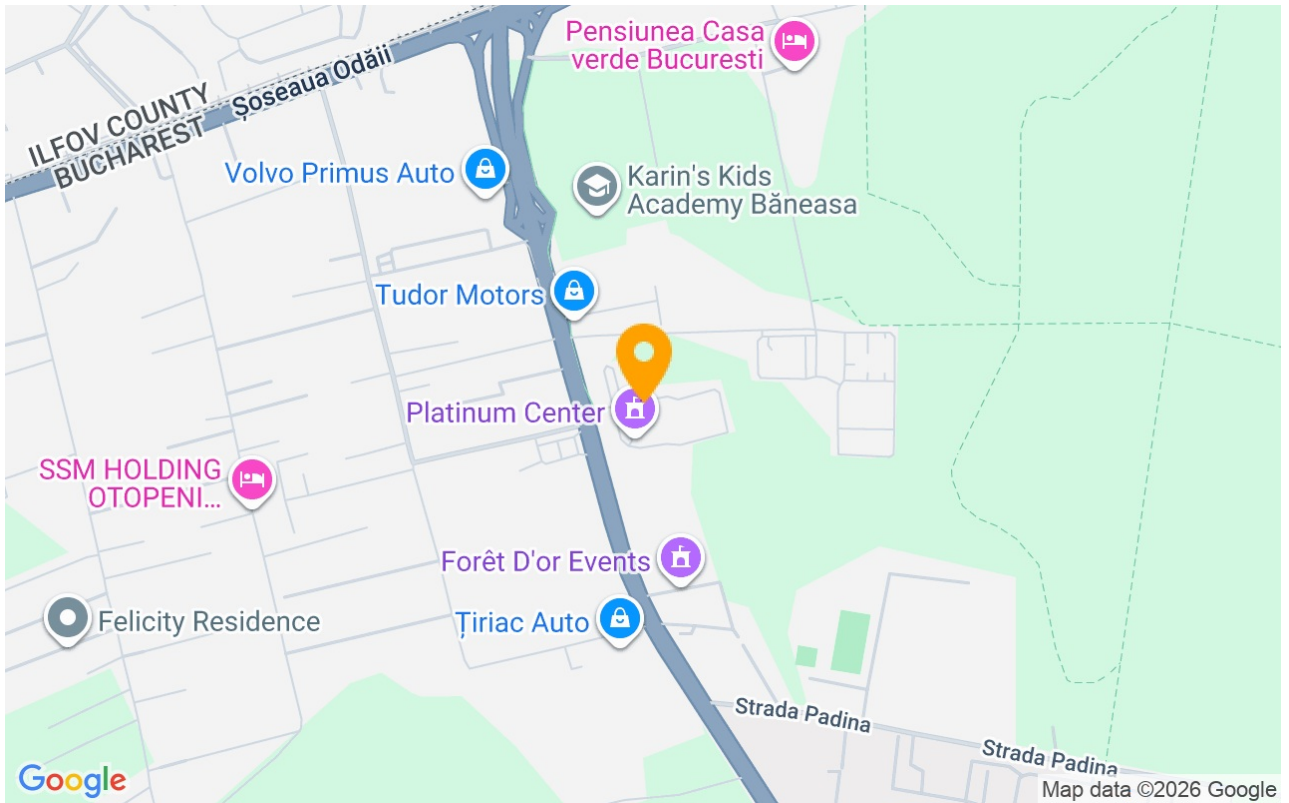 Pensiunea Casa
verde Bucuresti
Șoseaua Odăii
ILFOV COUNTY
BUCHAREST
Volvo Primus Auto
Karin's Kids
Academy Băneasa
Tudor Motors
Platinum Center
SSM HOLDING
OTOPENI...
Forêt D'or Events
Felicity Residence
Țiriac Auto
Strada Padina
Strada Padina
Google
Map data ©2026 Google